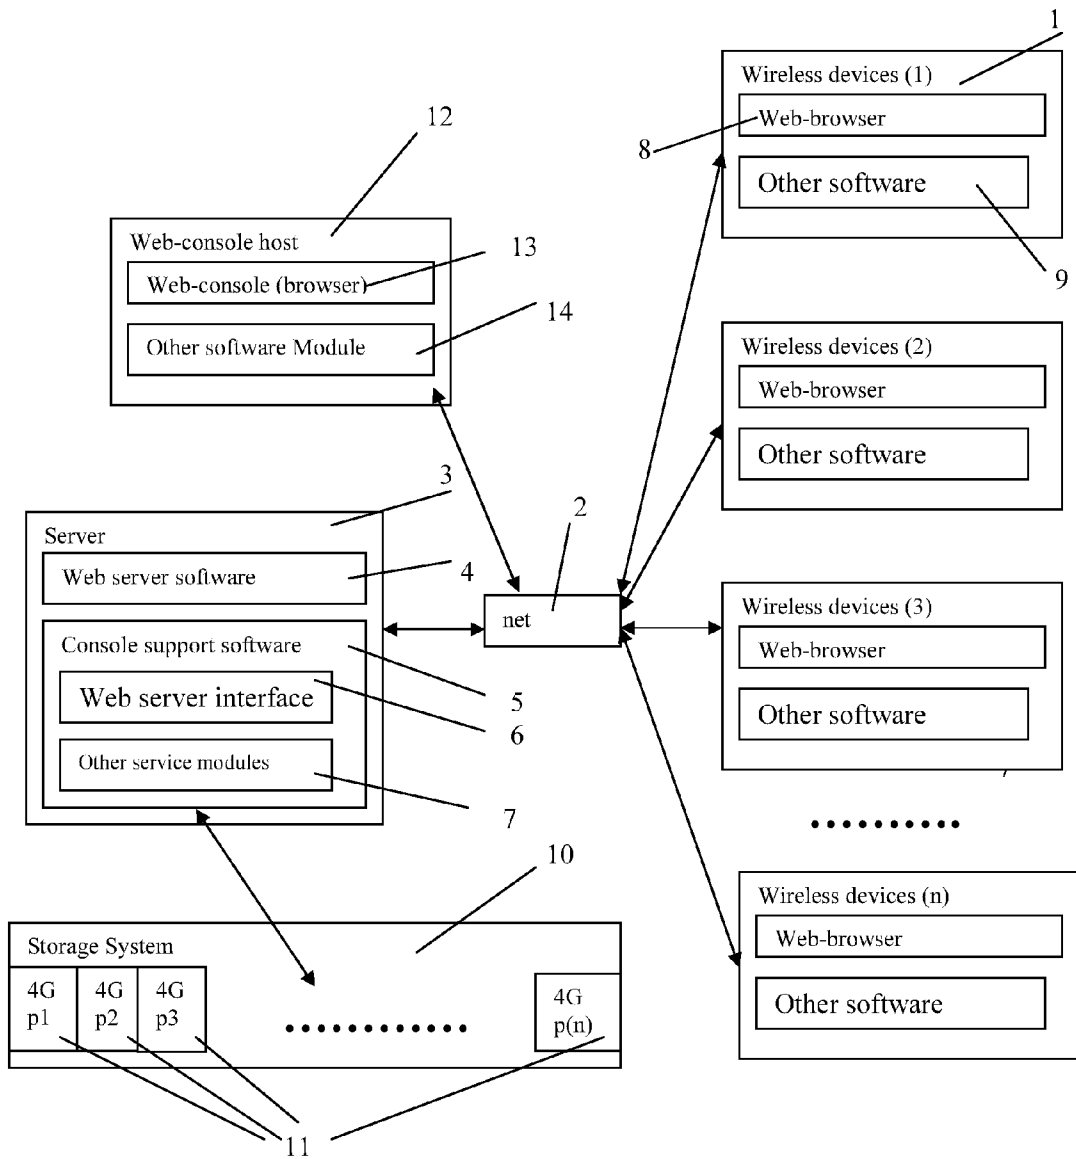 1
Wireless devices (1)
Web-browser
8
Other software
9
12
Web-console host
13
Web-console (browser)
14
Other software Module
Wireless devices (2)
Web-browser
Other software
3
Server
Web server software
4
2
net
Console support software
5
Web server interface
6
Other service modules
7
Wireless devices (3)
Web-browser
Other software
10
Storage System
4G
p1
4G
p2
4G
p3
4G
p(n)
11
Wireless devices (n)
Web-browser
Other software